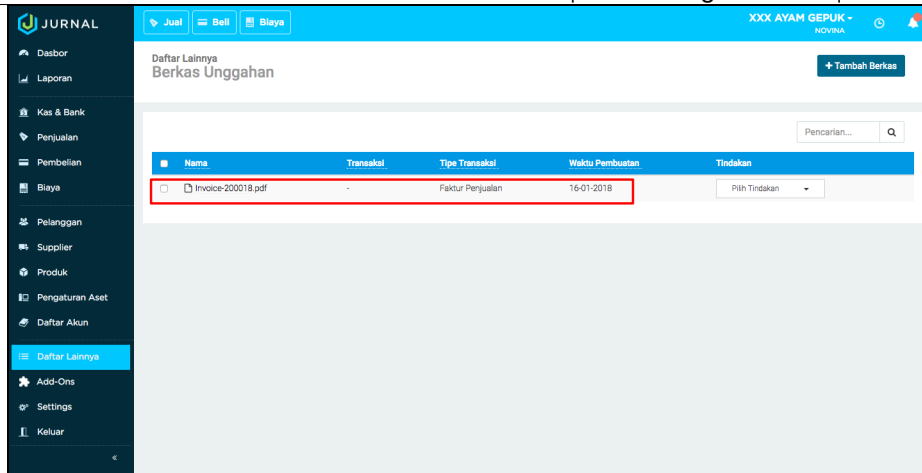 JURNAL
Jual
Beli
Biaya
XXX AYAM GEPUK
NOVINA
Dasbor
Laporan
Kas & Bank
Penjualan
Pembelian
Biaya
Pelanggan
Supplier
Produk
Pengaturan Aset
Daftar Akun
Daftar Lainnya
Add-Ons
Settings
Keluar
«
Daftar Lainnya
Berkas Unggahan
+ Tambah Berkas
Pencarian...
Nama Transaksi Tipe Transaksi Waktu Pembuatan Tindakan
Invoice-200018.pdf - Faktur Penjualan 16-01-2018 Pilih Tindakan